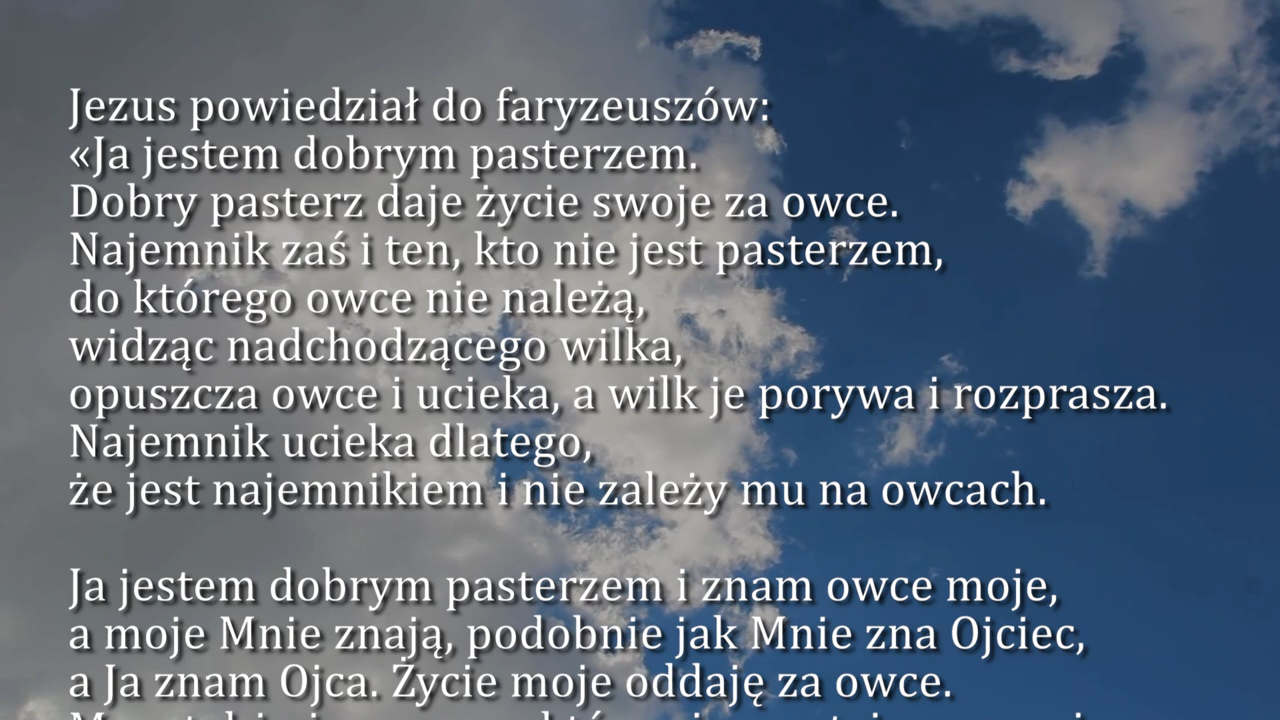 Jezus powiedział do faryzeuszów:
«Ja jestem dobrym pasterzem.
Dobry pasterz daje życie swoje za owce.
Najemnik zaś i ten, kto nie jest pasterzem,
do którego owce nie należą,
widząc nadchodzącego wilka,
opuszcza owce i ucieka, a wilk je porywa i rozprasza.
Najemnik ucieka dlatego,
że jest najemnikiem i nie zależy mu na owcach.
Ja jestem dobrym pasterzem i znam owce moje,
a moje Mnie znają, podobnie jak Mnie zna Ojciec,
a Ja znam Ojca. Życie moje oddaję za owce.